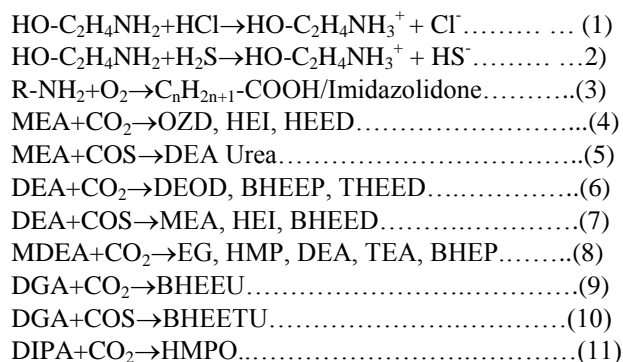 HO-C₂H₄NH₂+HCl→HO-C₂H₄NH₃⁺ + Cl⁻……… … (1)
HO-C₂H₄NH₂+H₂S→HO-C₂H₄NH₃⁺ + HS⁻ ……… ...2)
R-NH₂+O₂→CₙH₂ₙ₊₁-COOH/Imidazolidone………..(3)
MEA+CO₂→OZD, HEI, HEED…………………...(4)
MEA+COS→DEA Urea……………………………..(5)
DEA+CO₂→DEOD, BHEEP, THEED………………(6)
DEA+COS→MEA, HEI, BHEED………………….(7)
MDEA+CO₂→EG, HMP, DEA, TEA, BHEP……..(8)
DGA+CO₂→BHEEU……………………………….(9)
DGA+COS→BHEETU……………………………(10)
DIPA+CO₂→HMPO.………………………………(11)